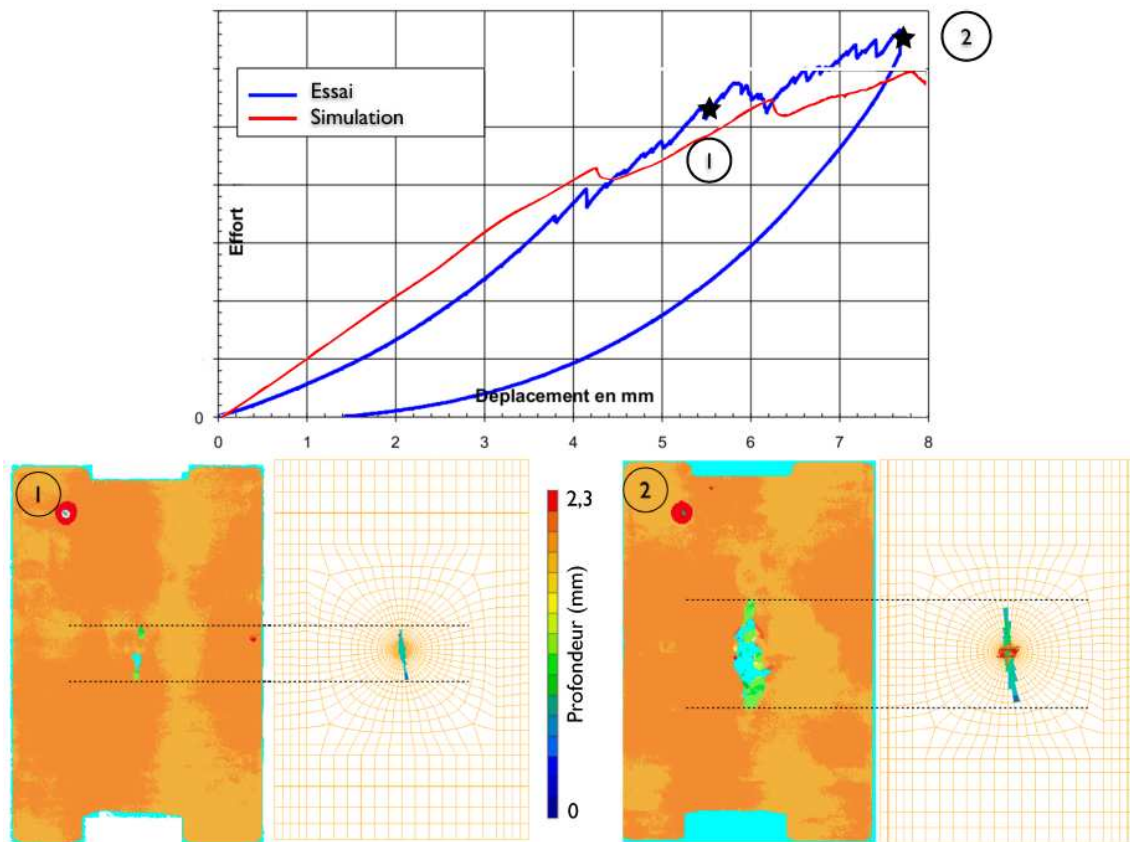 2
Essai
Simulation
1
Effort
Deplacement en mm
0
0 1 2 3 4 5 6 7 8
1
2,3
2
Profondeur (mm)
0